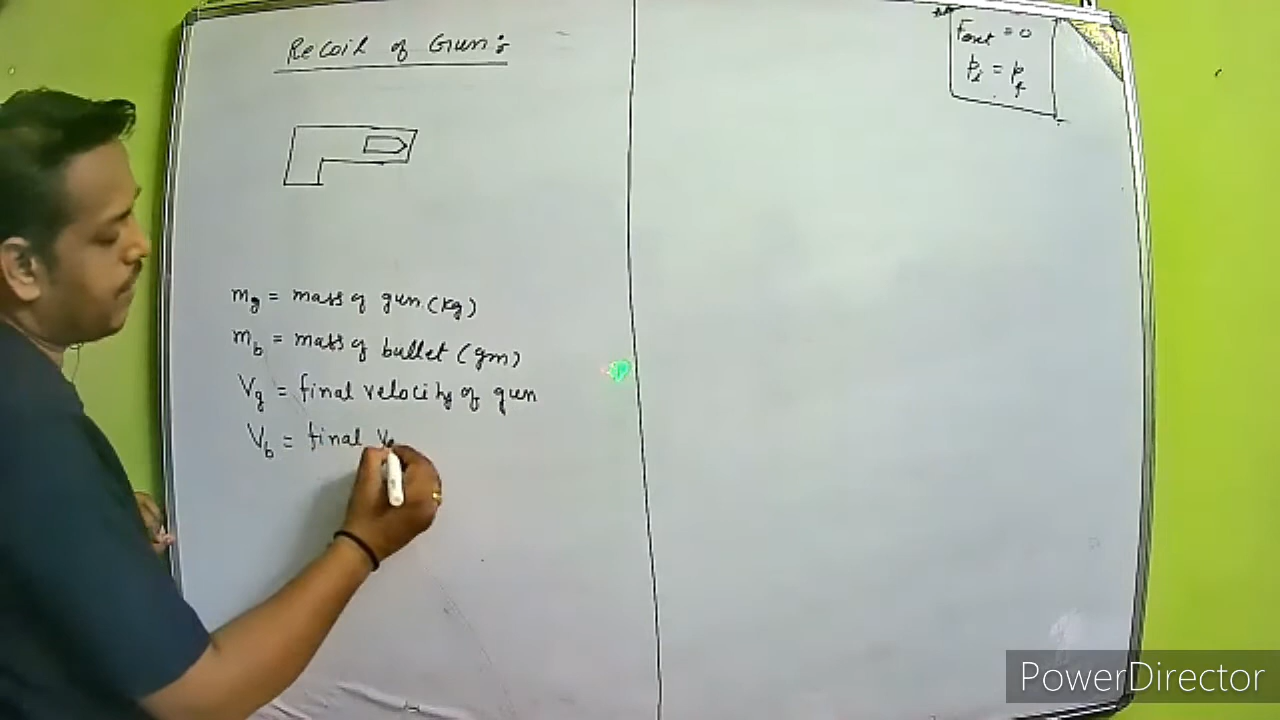 Recoil of Gun:
Fext = 0
pi = pf
mg = mass of gun (kg)
mb = mass of bullet (gm)
Vg = final velocity of gun
Vb = final ve
PowerDirector